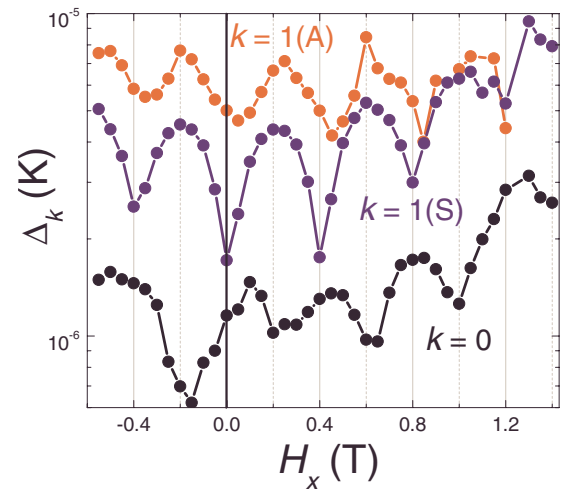 10⁻⁵
k = 1(A)
Δk (K)
k = 1(S)
10⁻⁶
k = 0
-0.4 0.0 0.4 0.8 1.2
Hx (T)